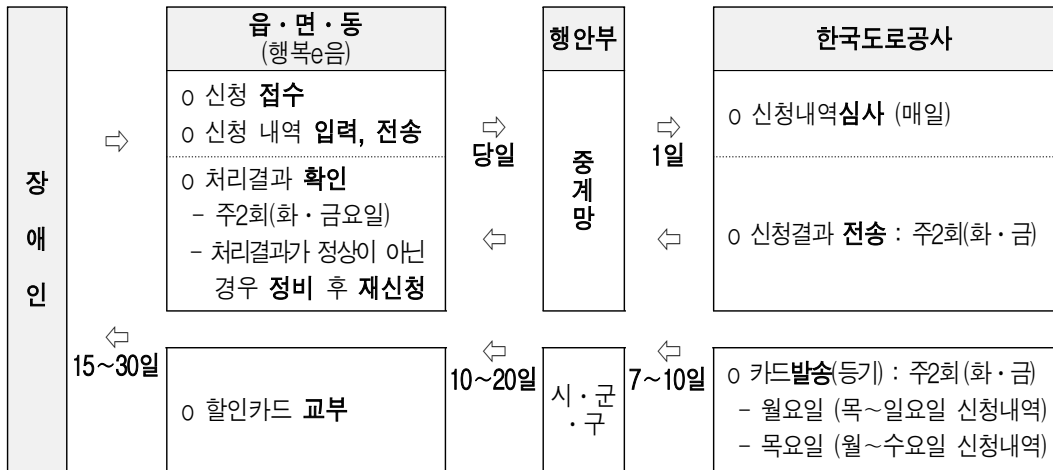 읍·면·동
(행복e음)
행안부
한국도로공사
장
애
인
⇨
o 신청 접수
o 신청 내역 입력, 전송
⇨
당일
중
계
망
⇨
1일
o 신청내역심사 (매일)
o 처리결과 확인
- 주2회(화·금요일)
- 처리결과가 정상이 아닌
경우 정비 후 재신청
⇦
⇦
o 신청결과 전송 : 주2회(화·금)
⇦
15~30일
o 할인카드 교부
⇦
10~20일
시·군
·구
⇦
7~10일
o 카드발송(등기) : 주2회(화·금)
- 월요일 (목~일요일 신청내역)
- 목요일 (월~수요일 신청내역)